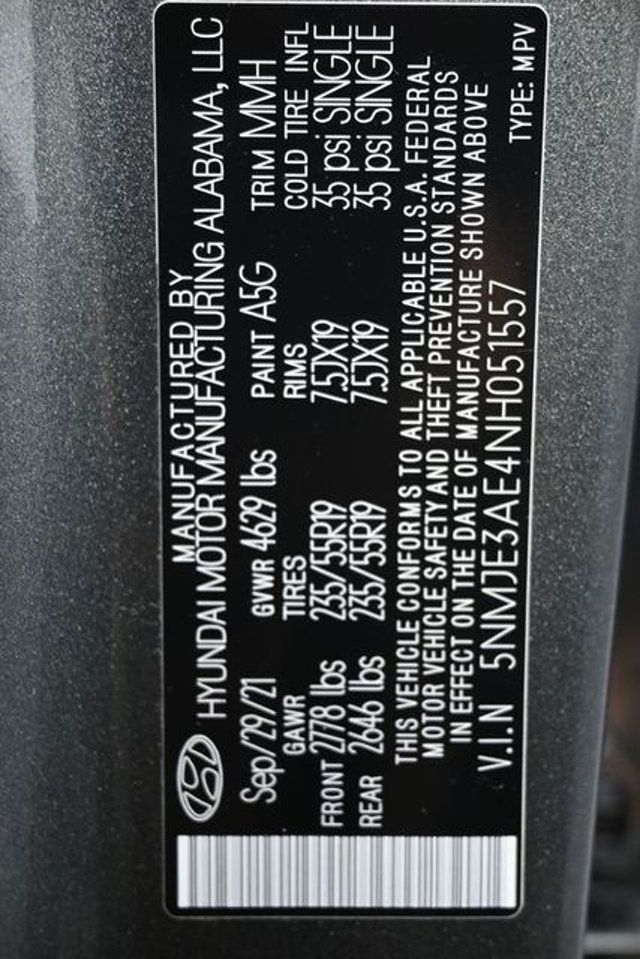 MANUFACTURED BY
HYUNDAI MOTOR MANUFACTURING ALABAMA, LLC
Sep/29/21 GVWR 4629 lbs PAINT A5G TRIM MMH
GAWR TIRES RIMS COLD TIRE INFL
FRONT 2778 lbs 235/55R19 7.5JX19 35 psi SINGLE
REAR 2646 lbs 235/55R19 7.5JX19 35 psi SINGLE
THIS VEHICLE CONFORMS TO ALL APPLICABLE U.S.A. FEDERAL
MOTOR VEHICLE SAFETY AND THEFT PREVENTION STANDARDS
IN EFFECT ON THE DATE OF MANUFACTURE SHOWN ABOVE
V.I.N 5NMJE3AE4NH051557 TYPE: MPV